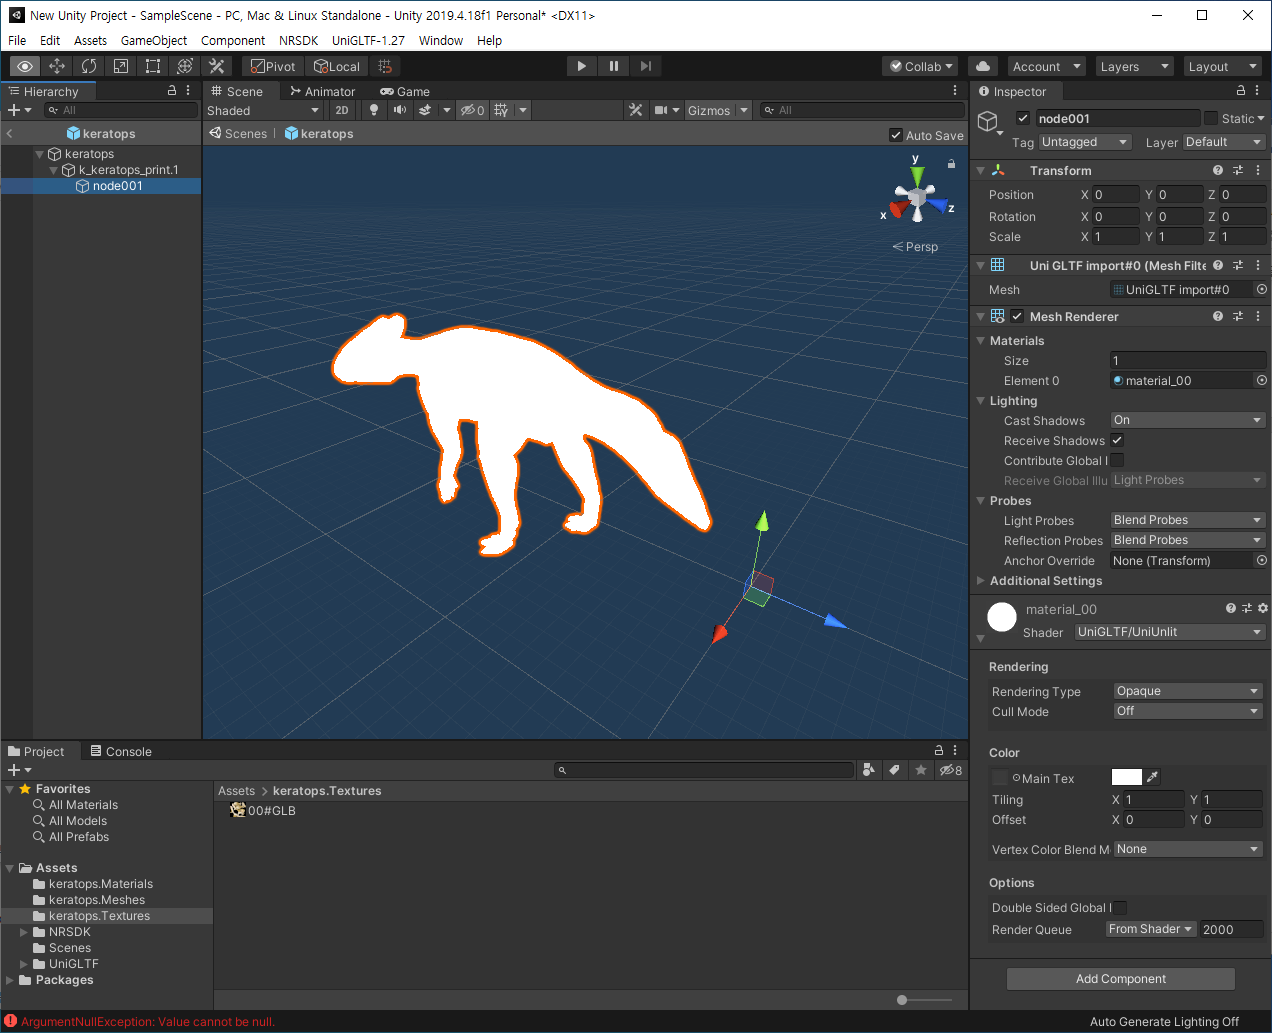 New Unity Project - SampleScene - PC, Mac & Linux Standalone - Unity 2019.4.18f1 Personal* <DX11>
File Edit Assets GameObject Component NRSDK UniGLTF-1.27 Window Help
Pivot Local Collab Account Layers Layout
Hierarchy
All
keratops
keratops
k_keratops_print.1
node001
Scene Animator Game
Shaded 2D 0 Gizmos All
Scenes keratops Auto Save
y
x
z
Persp
Inspector
node001 Static
Tag Untagged Layer Default
Transform
Position X 0 Y 0 Z 0
Rotation X 0 Y 0 Z 0
Scale X 1 Y 1 Z 1
Uni GLTF import#0 (Mesh Filte
Mesh UniGLTF import#0
Mesh Renderer
Materials
Size 1
Element 0 material_00
Lighting
Cast Shadows On
Receive Shadows
Contribute Global I
Receive Global Illu Light Probes
Probes
Light Probes Blend Probes
Reflection Probes Blend Probes
Anchor Override None (Transform)
Additional Settings
material_00
Shader UniGLTF/UniUnlit
Rendering
Rendering Type Opaque
Cull Mode Off
Color
Main Tex
Tiling X 1 Y 1
Offset X 0 Y 0
Vertex Color Blend M None
Options
Double Sided Global I
Render Queue From Shader 2000
Add Component
Project Console
8
Favorites
All Materials
All Models
All Prefabs
Assets
keratops.Materials
keratops.Meshes
keratops.Textures
NRSDK
Scenes
UniGLTF
Packages
Assets keratops.Textures
00#GLB
ArgumentNullException: Value cannot be null.
Auto Generate Lighting Off